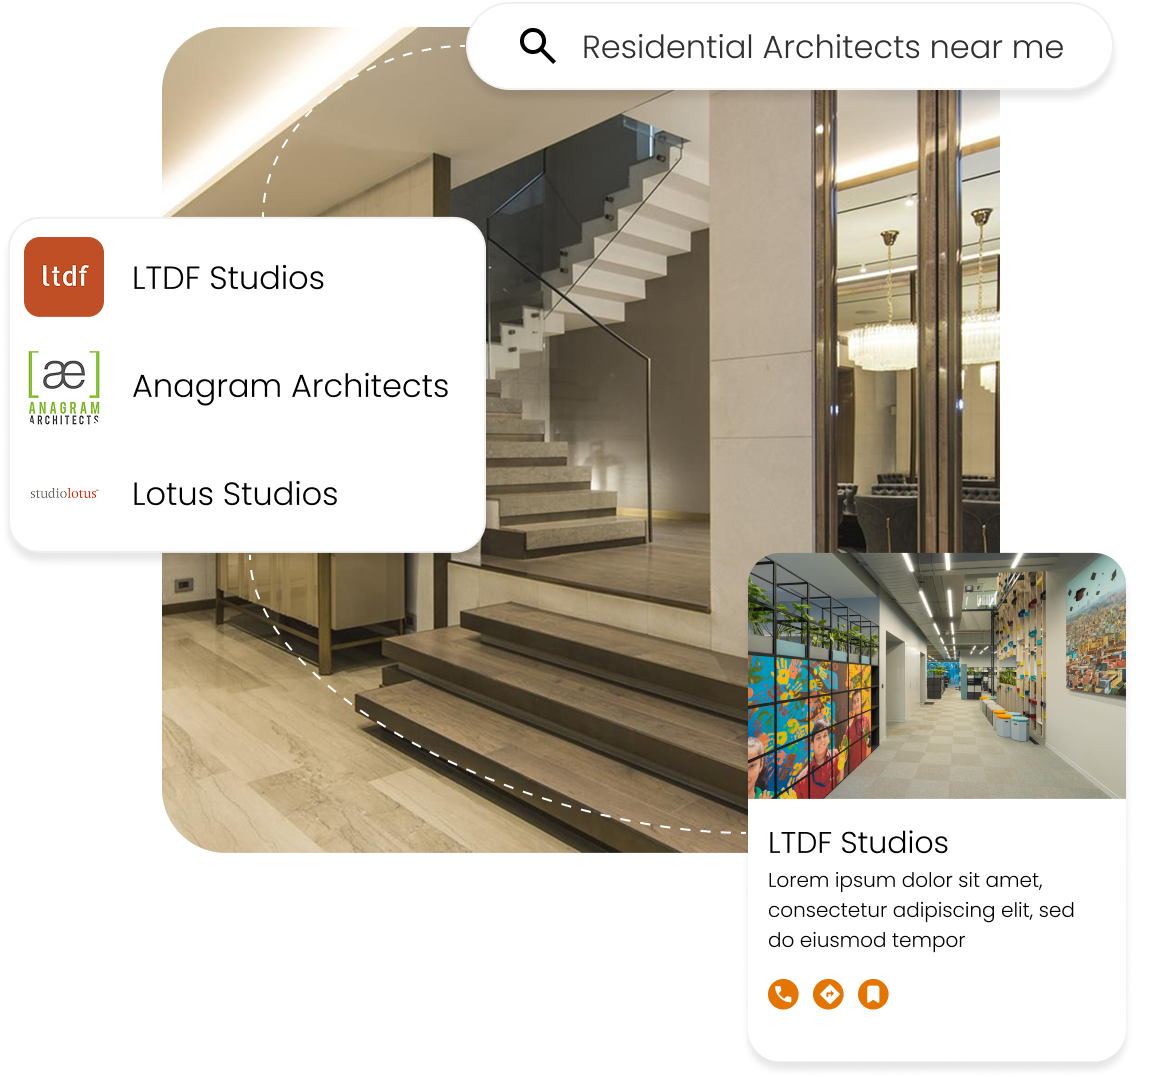 Residential Architects near me
ltdf
LTDF Studios
[æ]
ANAGRAM
ARCHITECTS
Anagram Architects
studiolotus
Lotus Studios
LTDF Studios
Lorem ipsum dolor sit amet,
consectetur adipiscing elit, sed
do eiusmod tempor